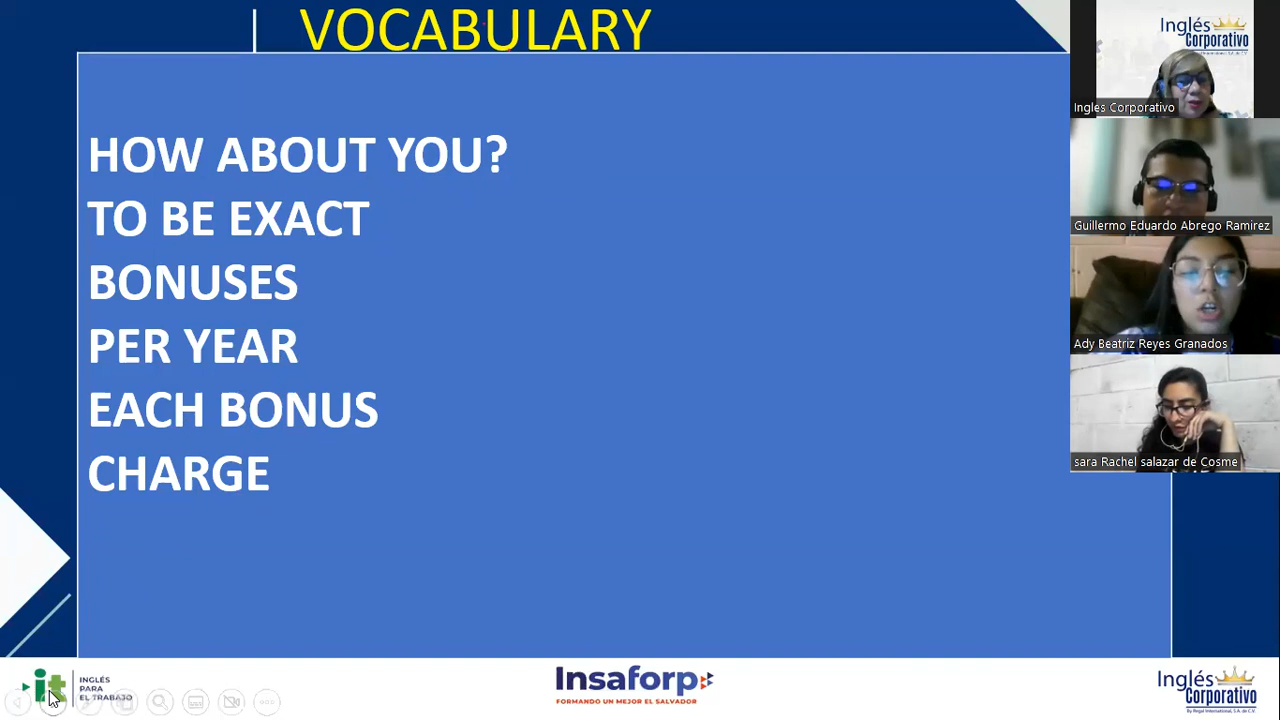 VOCABULARY
HOW ABOUT YOU?
TO BE EXACT
BONUSES
PER YEAR
EACH BONUS
CHARGE
Inglés
Corporativo
Ingles Corporativo
Guillermo Eduardo Abrego Ramirez
Ady Beatriz Reyes Granados
sara Rachel salazar de Cosme
it
INGLÉS
PARA
EL TRABAJO
Insaforp
FORMANDO UN MEJOR EL SALVADOR
Inglés
Corporativo
By Regal International, S.A. de C.V.